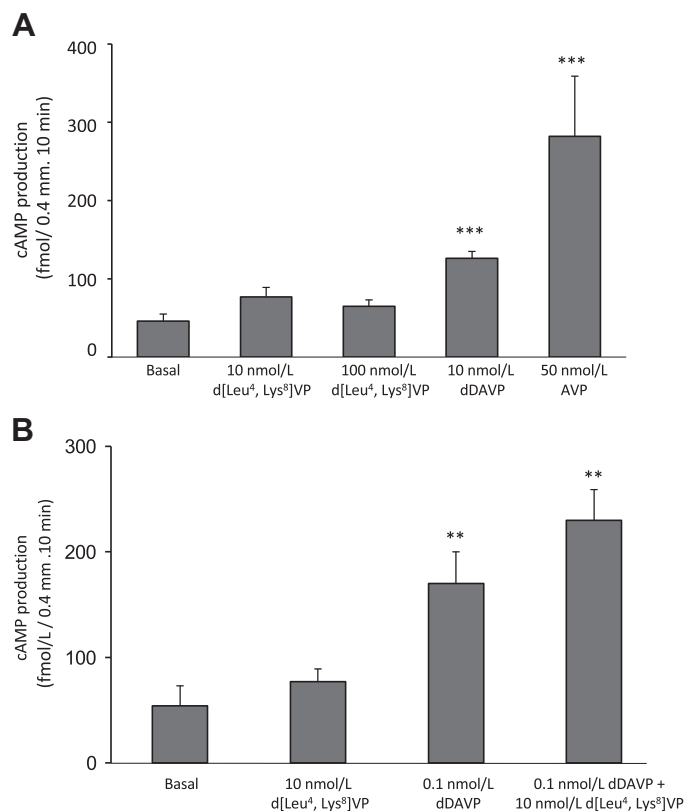 A
cAMP production
(fmol/ 0.4 mm. 10 min)
400
300
200
100
0
***
***
Basal
10 nmol/L
d[Leu⁴, Lys⁸]VP
100 nmol/L
d[Leu⁴, Lys⁸]VP
10 nmol/L
dDAVP
50 nmol/L
AVP
B
cAMP production
(fmol/L / 0.4 mm .10 min)
300
200
100
0
**
**
Basal
10 nmol/L
d[Leu⁴, Lys⁸]VP
0.1 nmol/L
dDAVP
0.1 nmol/L dDAVP +
10 nmol/L d[Leu⁴, Lys⁸]VP